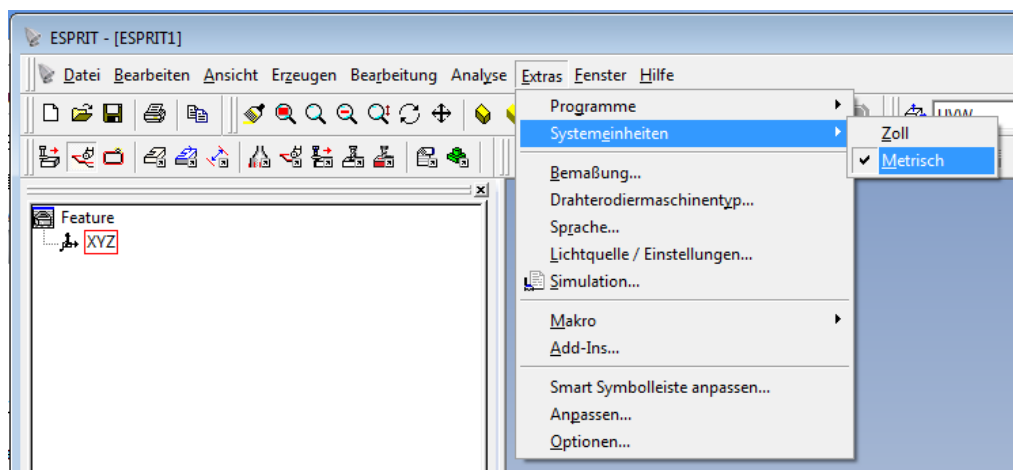 ESPRIT - [ESPRIT1]
Datei Bearbeiten Ansicht Erzeugen Bearbeitung Analyse Extras Fenster Hilfe
Programme
Systemeinheiten
Bemaßung...
Drahterodiermaschinentyp...
Sprache...
Lichtquelle / Einstellungen...
Simulation...
Makro
Add-Ins...
Smart Symbolleiste anpassen...
Anpassen...
Optionen...
UVW
Zoll
Metrisch
Feature
XYZ